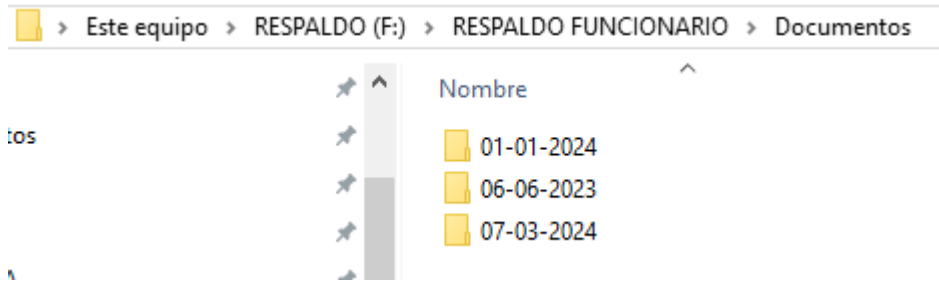 Este equipo > RESPALDO (F:) > RESPALDO FUNCIONARIO > Documentos
Nombre
tos
01-01-2024
06-06-2023
07-03-2024